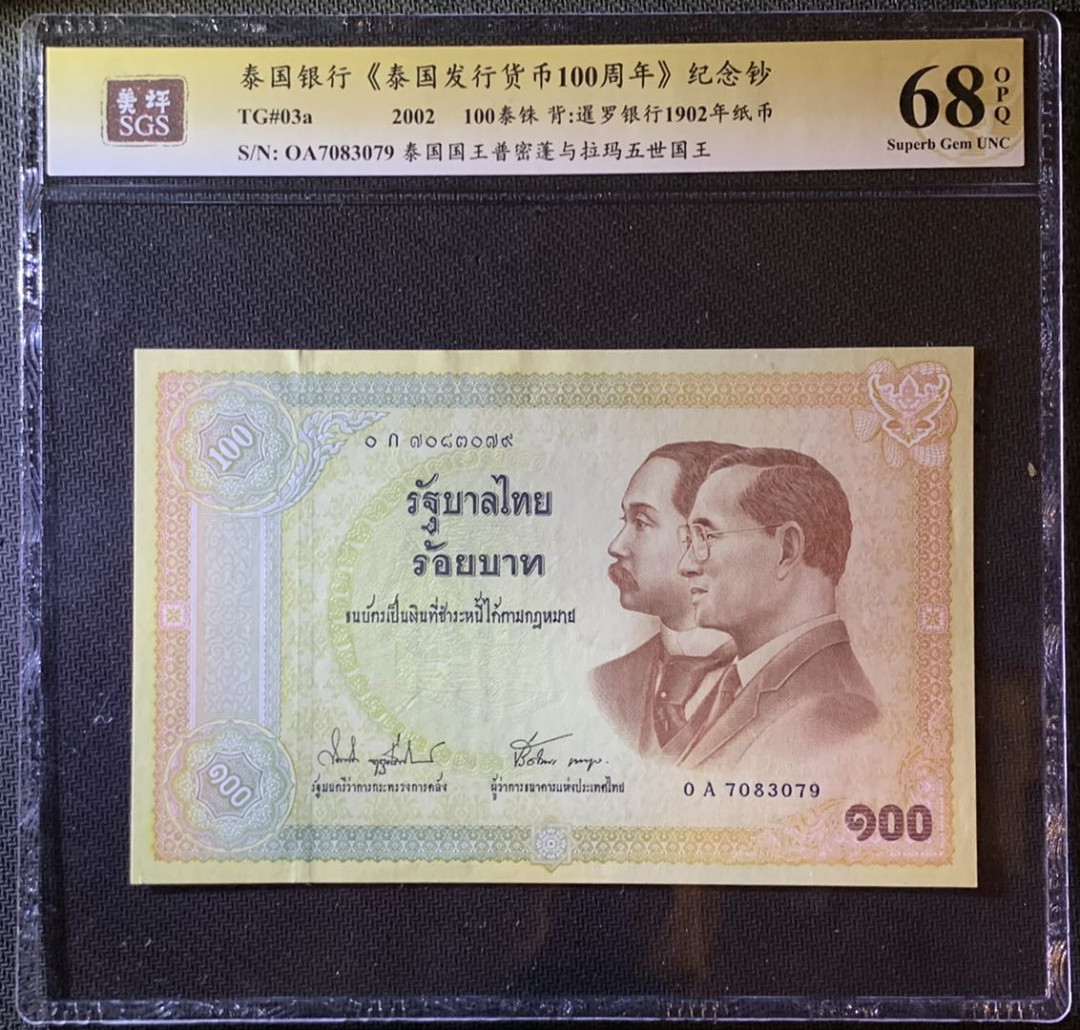 美评
SGS
泰国银行《泰国发行货币100周年》纪念钞
TG#03a 2002 100泰铢 背:暹罗银行1902年纸币
S/N: OA7083079 泰国国王普密蓬与拉玛五世国王
68
OPQ
Superb Gem UNC
100
๐ ก ๗๐๘๓๐๗๙
รัฐบาลไทย
ร้อยบาท
ธนบัตรเป็นเงินที่ชำระหนี้ได้ตามกฎหมาย
รัฐมนตรีว่าการกระทรวงการคลัง
ผู้ว่าการธนาคารแห่งประเทศไทย
0 A 7083079
๑๐๐
๑๐๐